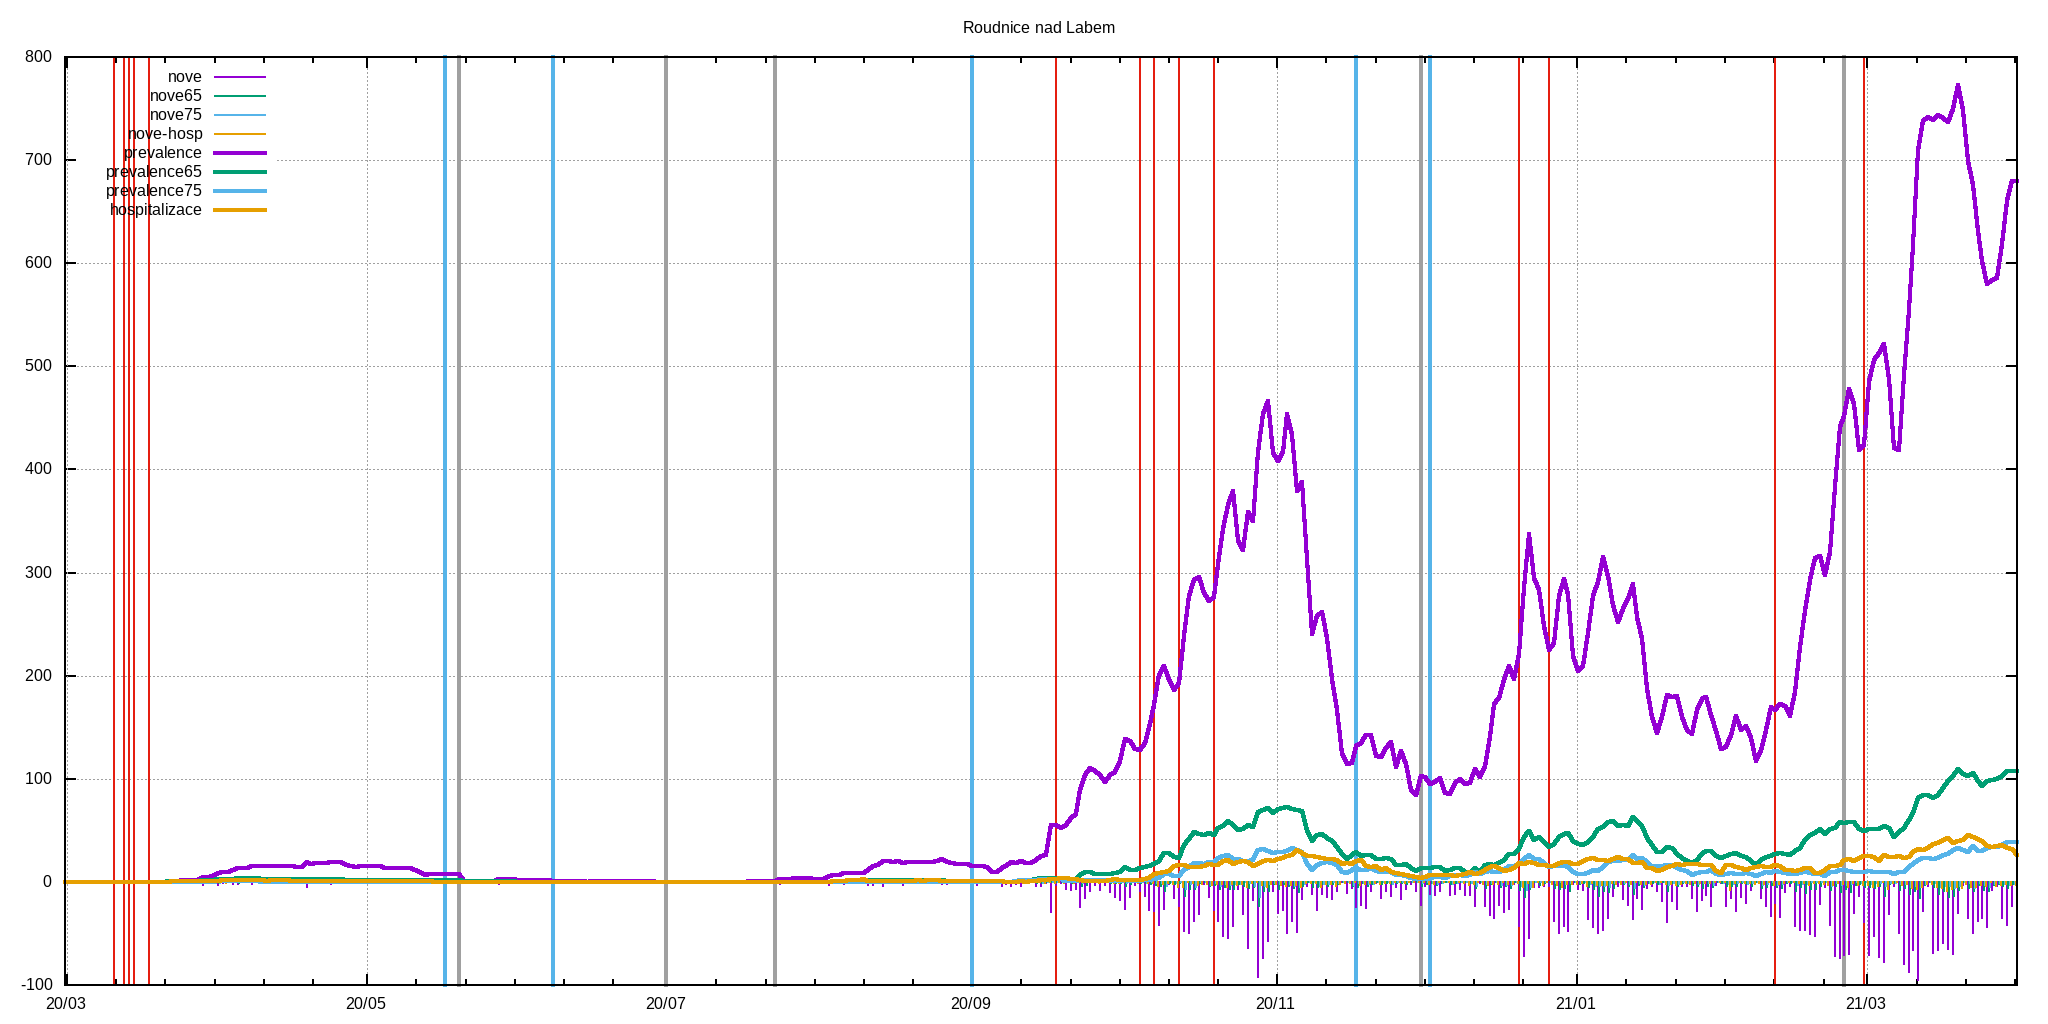 Roudnice nad Labem
800
700
600
500
400
300
200
100
0
-100
nove
nove65
nove75
nove-hosp
prevalence
prevalence65
prevalence75
hospitalizace
20/03 20/05 20/07 20/09 20/11 21/01 21/03